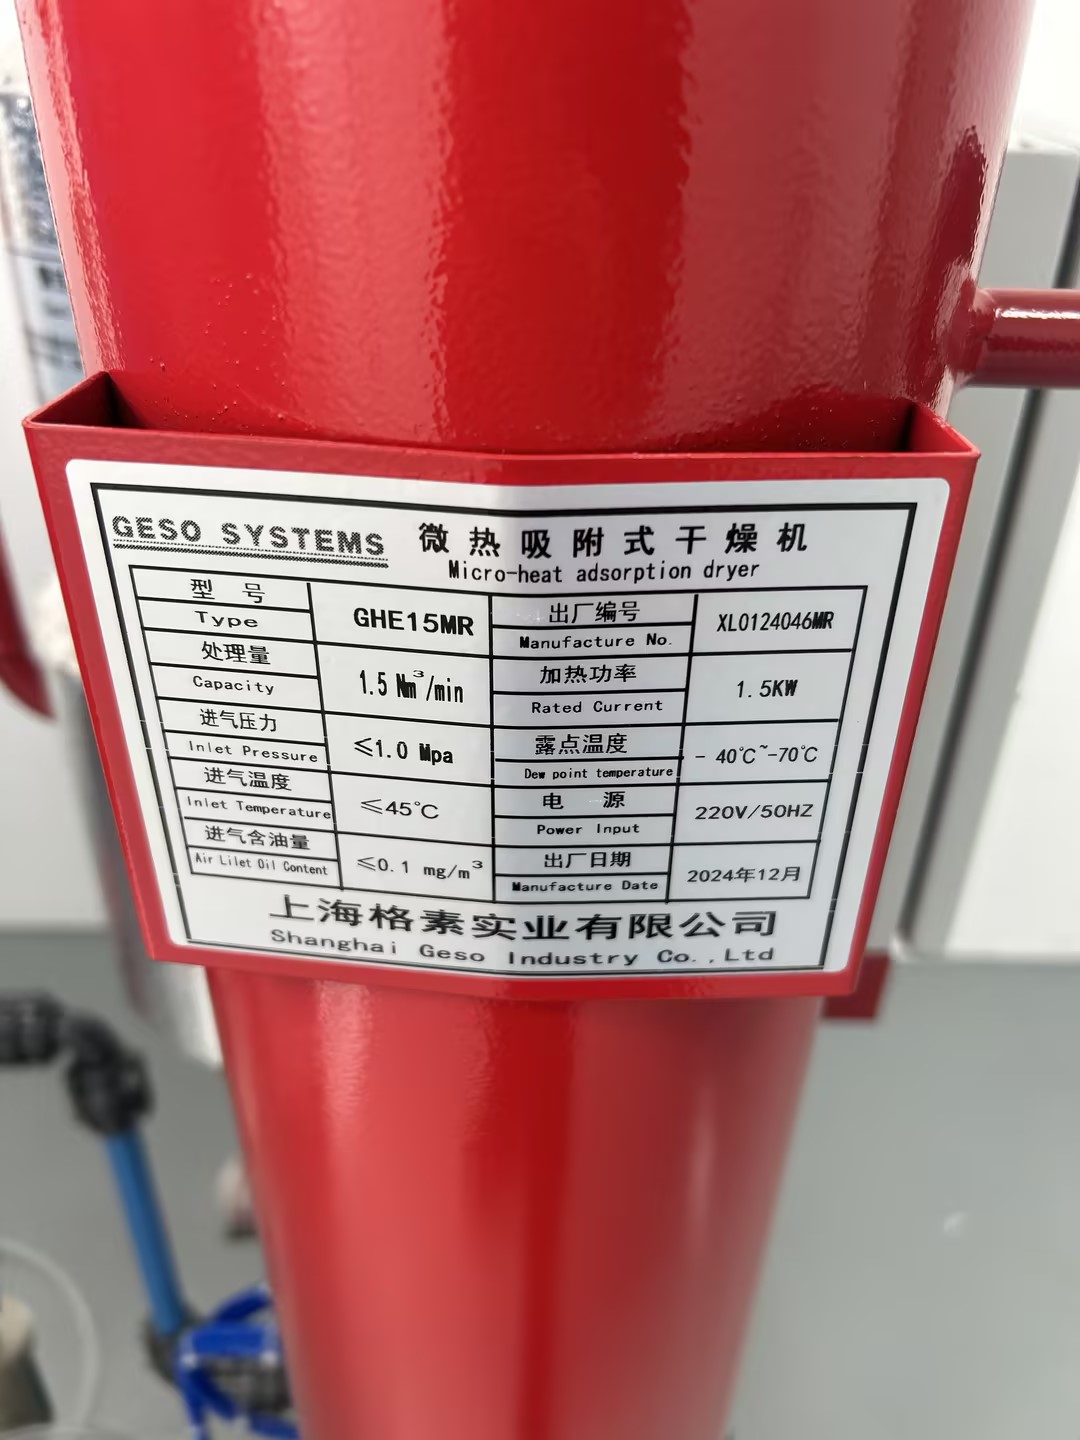 GESO SYSTEMS 微热吸附式干燥机
Micro-heat adsorption dryer
型 号
Type
GHE15MR
出厂编号
Manufacture No.
XL0124046MR
处理量
Capacity
1.5 Nm³/min
加热功率
Rated Current
1.5KW
进气压力
Inlet Pressure
≤1.0 Mpa
露点温度
Dew point temperature
- 40℃~-70℃
进气温度
Inlet Temperature
≤45℃
电 源
Power Input
220V/50HZ
进气含油量
Air Lilet Oil Content
≤0.1 mg/m³
出厂日期
Manufacture Date
2024年12月
上海格素实业有限公司
Shanghai Geso Industry Co.,Ltd